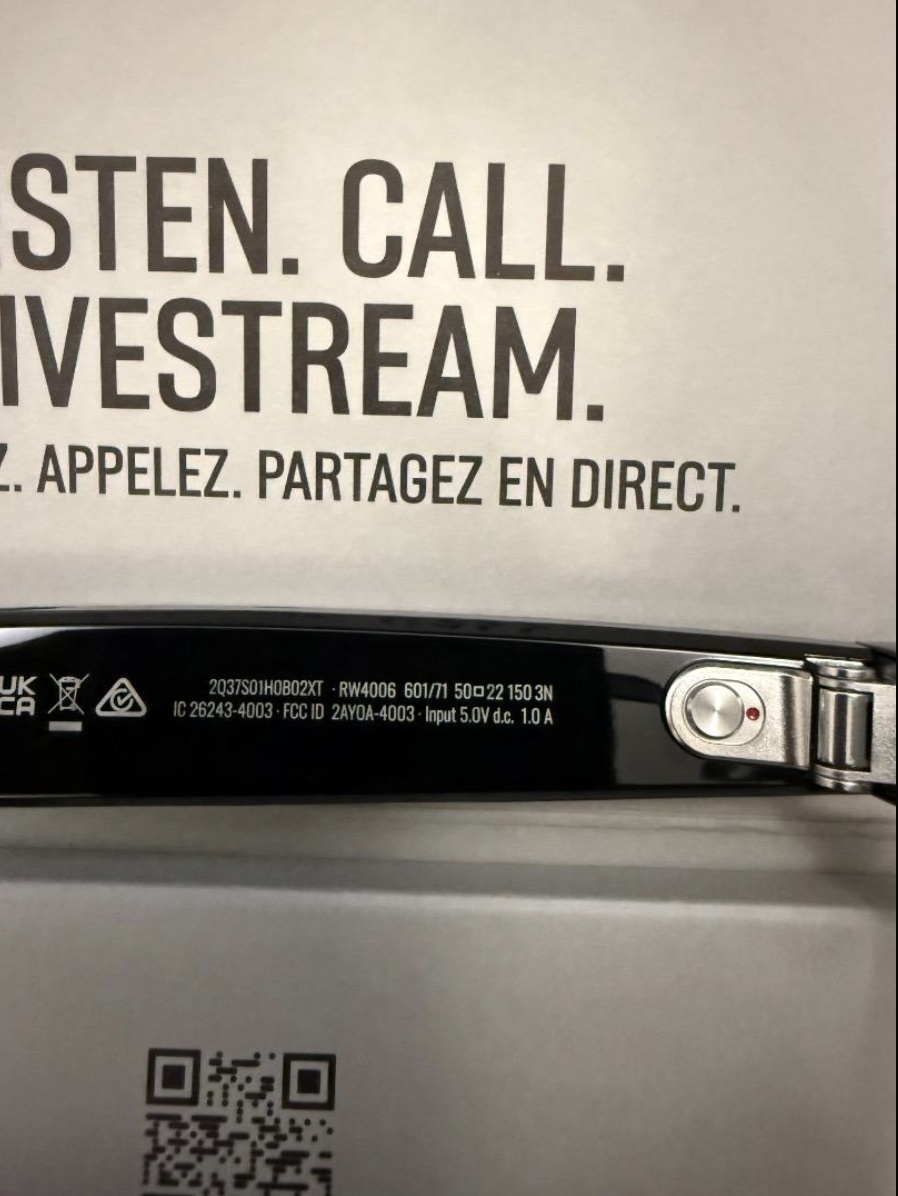 ISTEN. CALL.
IVESTREAM.
Z. APPELEZ. PARTAGEZ EN DIRECT.
UK
CA
2Q37S01H0B02XT · RW4006 601/71 50□22 150 3N
IC 26243-4003 · FCC ID 2AYOA-4003 · Input 5.0V d.c. 1.0 A